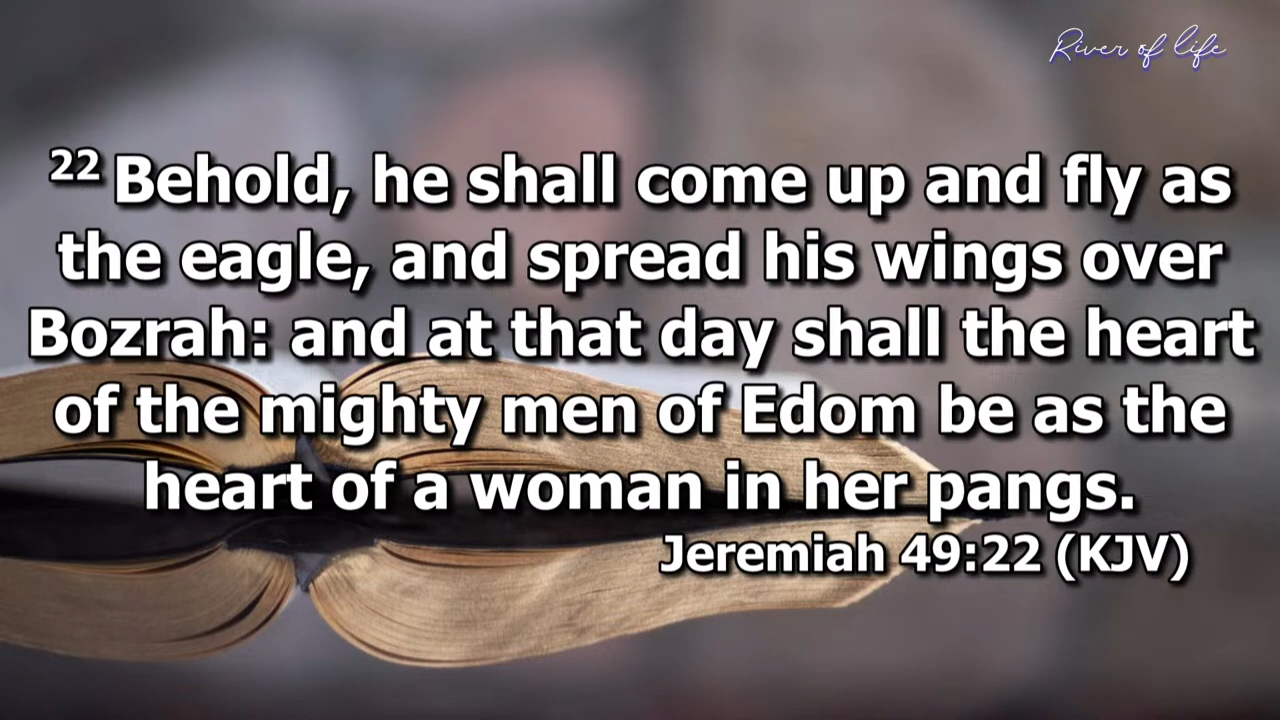 River of life
22 Behold, he shall come up and fly as
the eagle, and spread his wings over
Bozrah: and at that day shall the heart
of the mighty men of Edom be as the
heart of a woman in her pangs.
Jeremiah 49:22 (KJV)